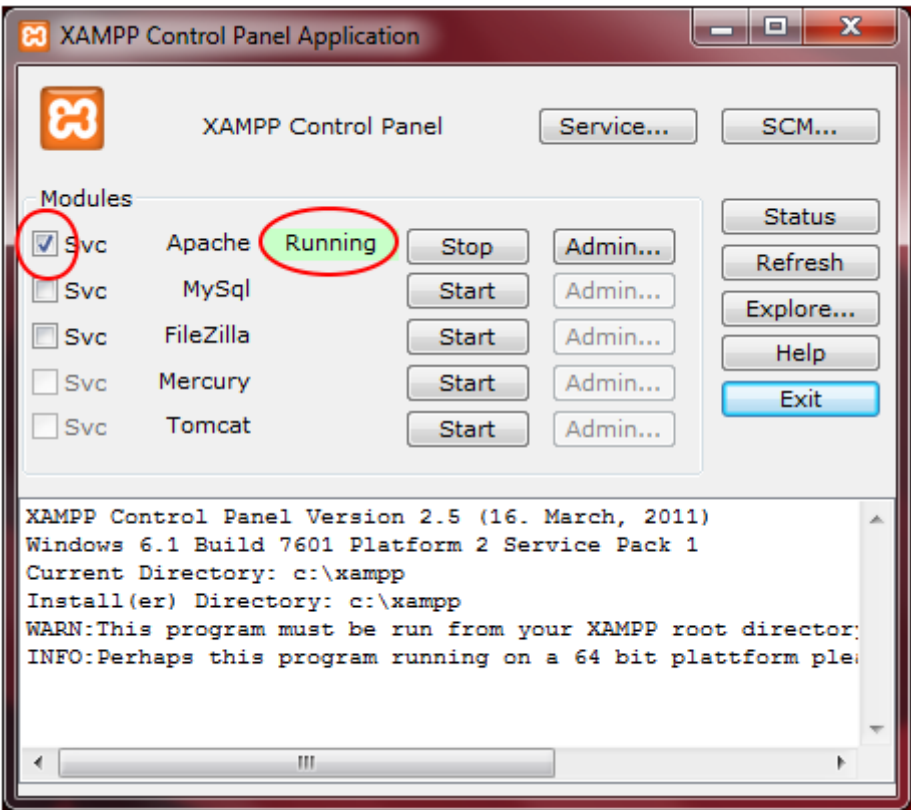 XAMPP Control Panel Application
XAMPP Control Panel Service... SCM...
Modules
Status
Svc Apache Running Stop Admin...
Refresh
Svc MySql Start Admin...
Explore...
Svc FileZilla Start Admin...
Help
Svc Mercury Start Admin...
Exit
Svc Tomcat Start Admin...
XAMPP Control Panel Version 2.5 (16. March, 2011)
Windows 6.1 Build 7601 Platform 2 Service Pack 1
Current Directory: c:\xampp
Install(er) Directory: c:\xampp
WARN:This program must be run from your XAMPP root director
INFO:Perhaps this program running on a 64 bit plattform